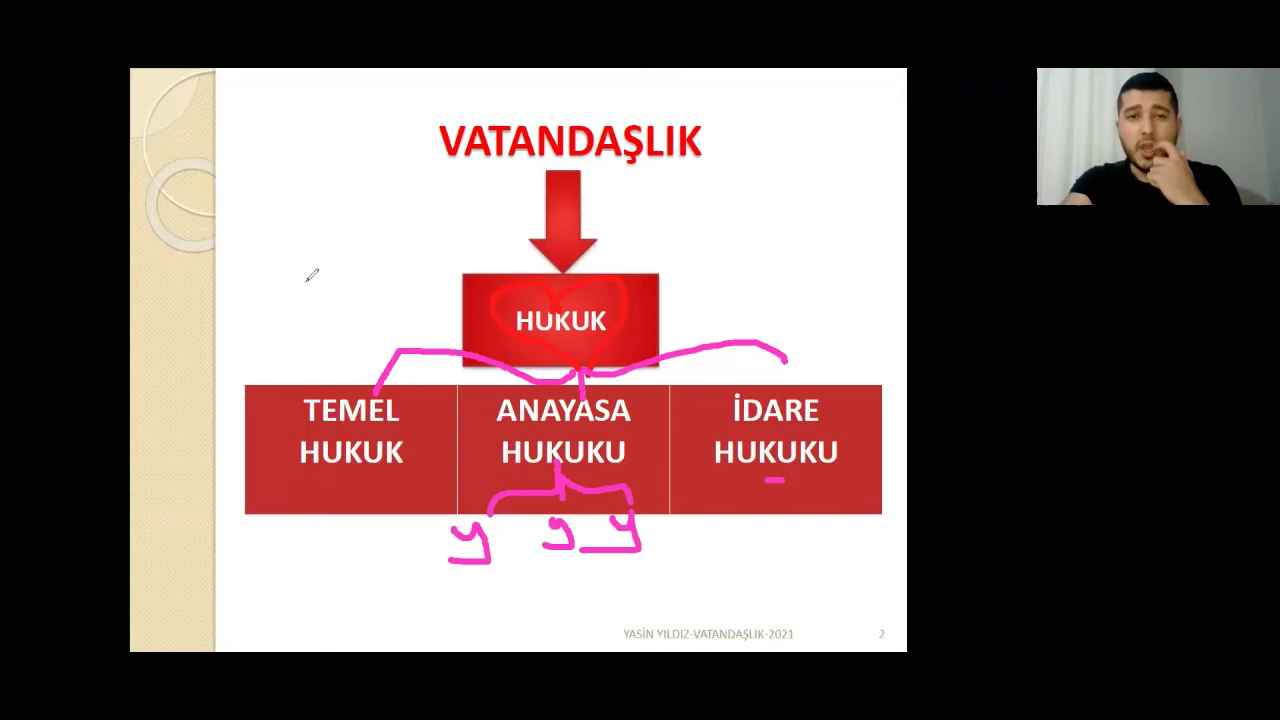 VATANDAŞLIK
HUKUK
TEMEL
HUKUK
ANAYASA
HUKUKU
İDARE
HUKUKU
y y y
YASİN YILDIZ-VATANDAŞLIK-2021 2